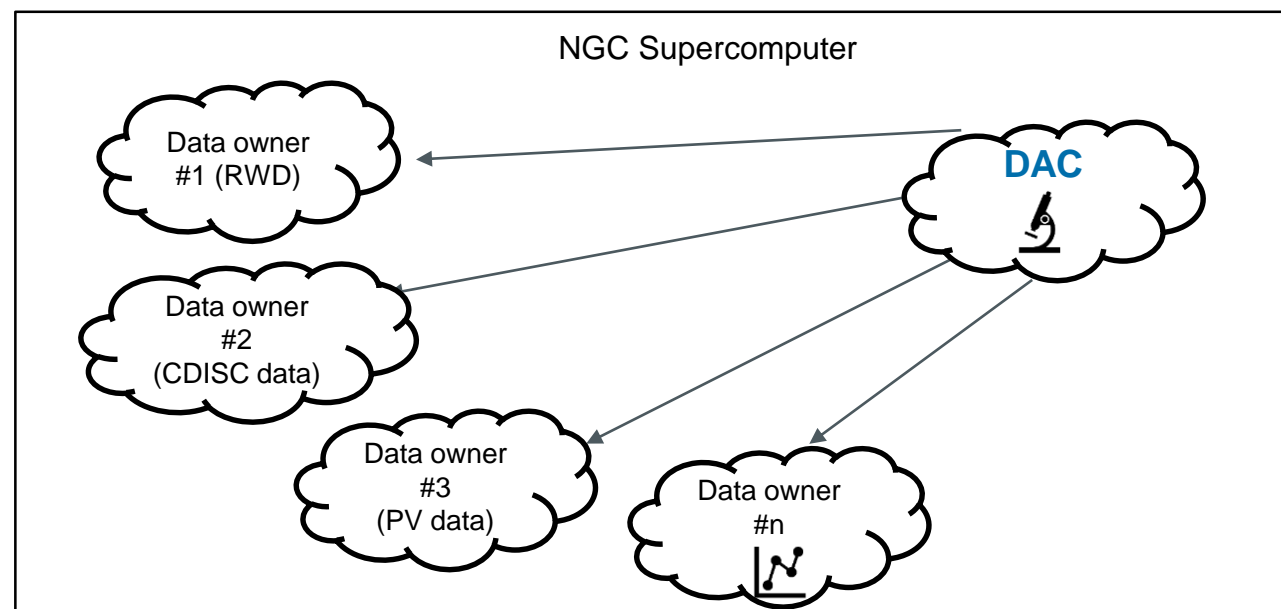 NGC Supercomputer
Data owner
#1 (RWD)
DAC
Data owner
#2
(CDISC data)
Data owner
#3
(PV data)
Data owner
#n